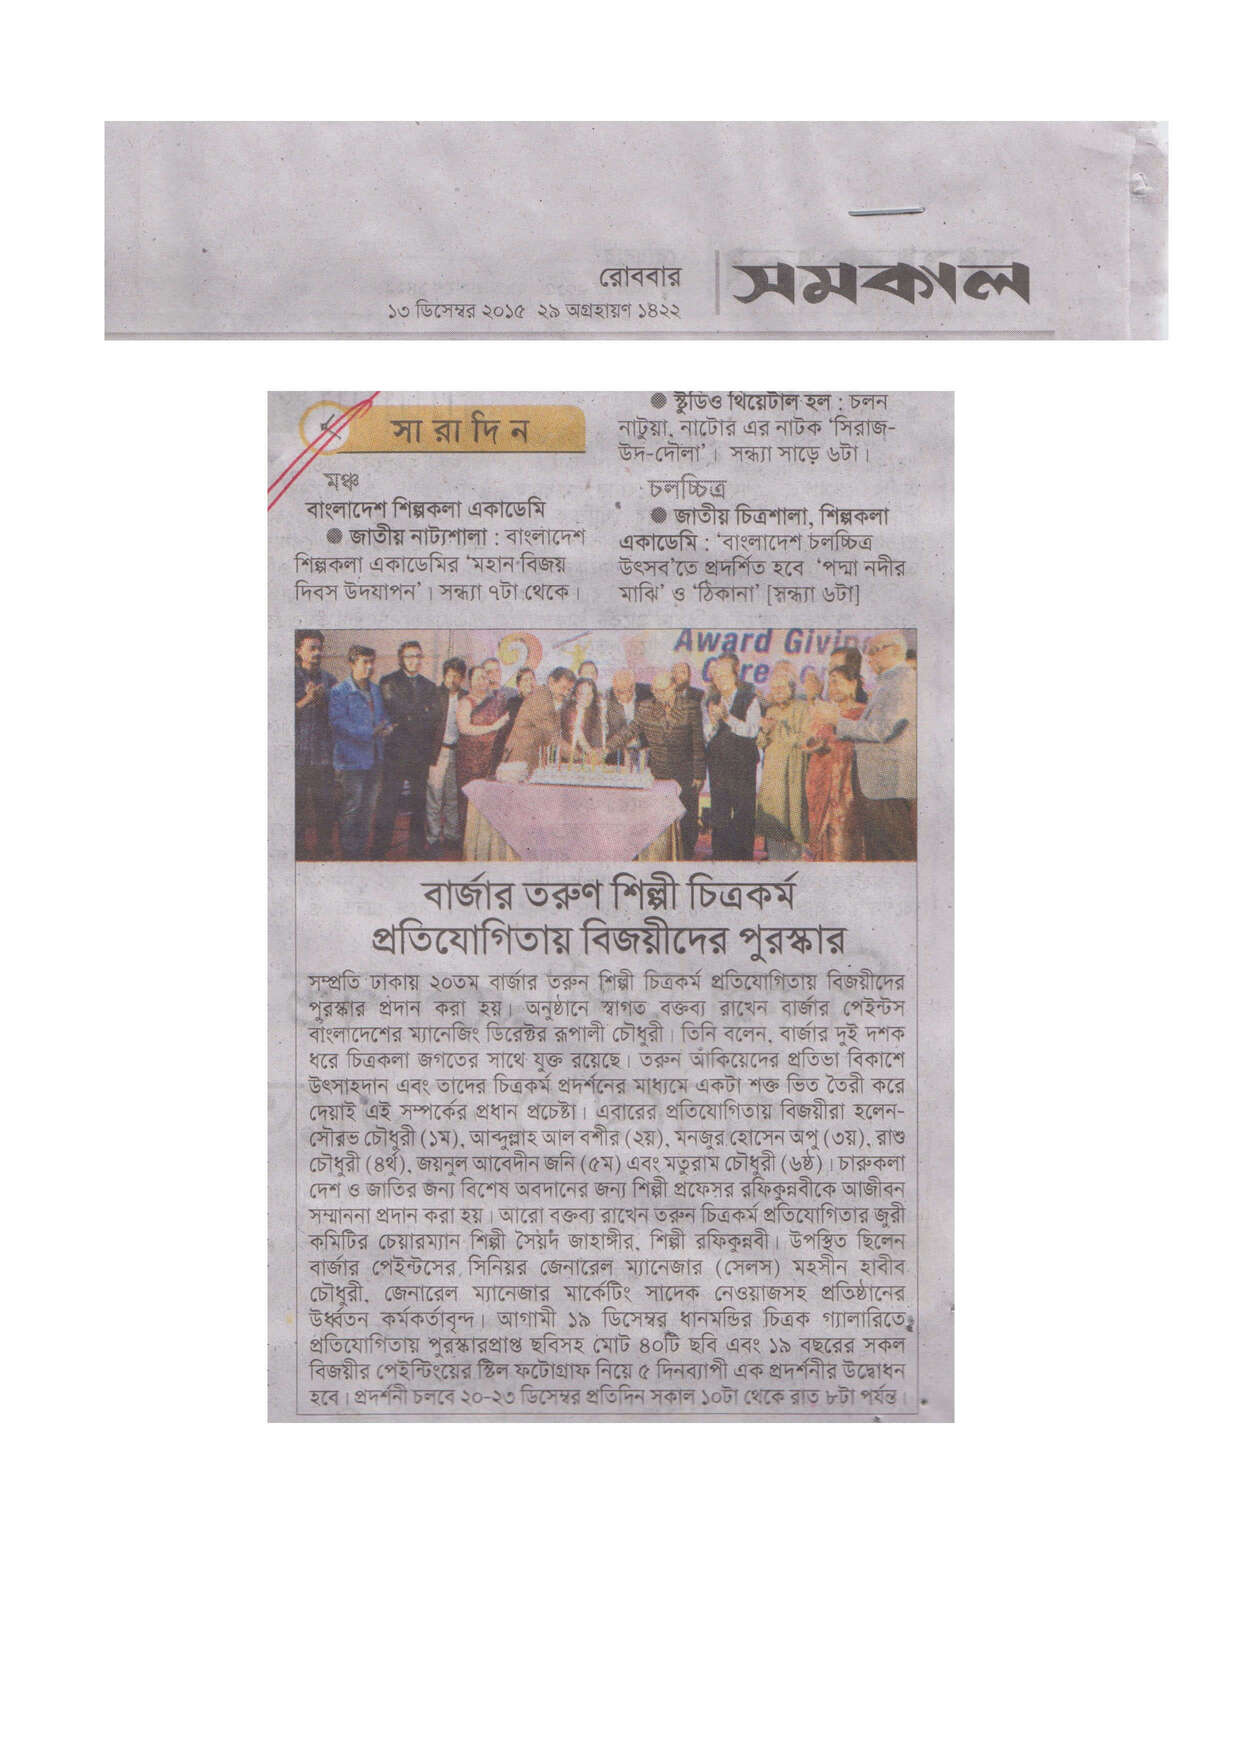 রোববার
১৩ ডিসেম্বর ২০১৫ ২৯ অগ্রহায়ণ ১৪২২
সমকাল
সারাদিন
মঞ্চ
বাংলাদেশ শিল্পকলা একাডেমি
● জাতীয় নাট্যশালা : বাংলাদেশ
শিল্পকলা একাডেমির ‘মহান বিজয়
দিবস উদযাপন’। সন্ধ্যা ৭টা থেকে।
● স্টুডিও থিয়েটাল হল : চলন
নাটুয়া, নাটোর এর নাটক ‘সিরাজ-
উদ-দৌলা’। সন্ধ্যা সাড়ে ৬টা।
চলচ্চিত্র
● জাতীয় চিত্রশালা, শিল্পকলা
একাডেমি : ‘বাংলাদেশ চলচ্চিত্র
উৎসব’তে প্রদর্শিত হবে ‘পদ্মা নদীর
মাঝি’ ও ‘ঠিকানা’ [সন্ধ্যা ৬টা]
Award Giving
বার্জার তরুণ শিল্পী চিত্রকর্ম
প্রতিযোগিতায় বিজয়ীদের পুরস্কার
সম্প্রতি ঢাকায় ২০তম বার্জার তরুন শিল্পী চিত্রকর্ম প্রতিযোগিতায় বিজয়ীদের
পুরস্কার প্রদান করা হয়। অনুষ্ঠানে স্বাগত বক্তব্য রাখেন বার্জার পেইন্টস
বাংলাদেশের ম্যানেজিং ডিরেক্টর রূপালী চৌধুরী। তিনি বলেন, বার্জার দুই দশক
ধরে চিত্রকলা জগতের সাথে যুক্ত রয়েছে। তরুন আঁকিয়েদের প্রতিভা বিকাশে
উৎসাহদান এবং তাদের চিত্রকর্ম প্রদর্শনের মাধ্যমে একটা শক্ত ভিত তৈরী করে
দেয়াই এই সম্পর্কের প্রধান প্রচেষ্টা। এবারের প্রতিযোগিতায় বিজয়ীরা হলেন-
সৌরভ চৌধুরী (১ম), আব্দুল্লাহ আল বশীর (২য়), মনজুর হোসেন অপু (৩য়), রাশু
চৌধুরী (৪র্থ), জয়নুল আবেদীন জনি (৫ম) এবং মতুরাম চৌধুরী (৬ষ্ঠ)। চারুকলা
দেশ ও জাতির জন্য বিশেষ অবদানের জন্য শিল্পী প্রফেসর রফিকুন্নবীকে আজীবন
সম্মাননা প্রদান করা হয়। আরো বক্তব্য রাখেন তরুন চিত্রকর্ম প্রতিযোগিতার জুরী
কমিটির চেয়ারম্যান শিল্পী সৈয়দ জাহাঙ্গীর, শিল্পী রফিকুন্নবী। উপস্থিত ছিলেন
বার্জার পেইন্টসের সিনিয়র জেনারেল ম্যানেজার (সেলস) মহসীন হাবীব
চৌধুরী, জেনারেল ম্যানেজার মার্কেটিং সাদেক নেওয়াজসহ প্রতিষ্ঠানের
উর্ধ্বতন কর্মকর্তাবৃন্দ। আগামী ১৯ ডিসেম্বর ধানমন্ডির চিত্রক গ্যালারিতে
প্রতিযোগিতায় পুরস্কারপ্রাপ্ত ছবিসহ মোট ৪০টি ছবি এবং ১৯ বছরের সকল
বিজয়ীর পেইন্টিংয়ের স্টিল ফটোগ্রাফ নিয়ে ৫ দিনব্যাপী এক প্রদর্শনীর উদ্বোধন
হবে। প্রদর্শনী চলবে ২০-২৩ ডিসেম্বর প্রতিদিন সকাল ১০টা থেকে রাত ৮টা পর্যন্ত।